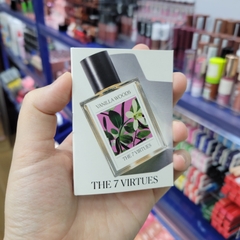 VANILLA WOODS
THE 7 VIRTUES
THE 7 VIRTUES